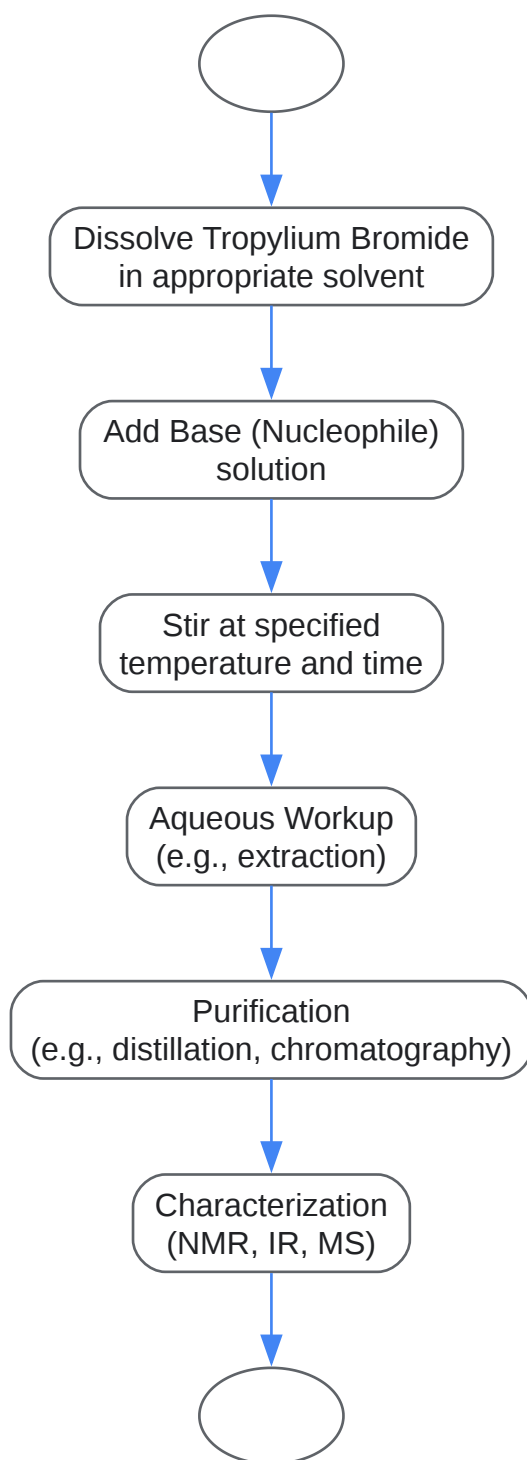 Dissolve Tropylium Bromide
in appropriate solvent
Add Base (Nucleophile)
solution
Stir at specified
temperature and time
Aqueous Workup
(e.g., extraction)
Purification
(e.g., distillation, chromatography)
Characterization
(NMR, IR, MS)